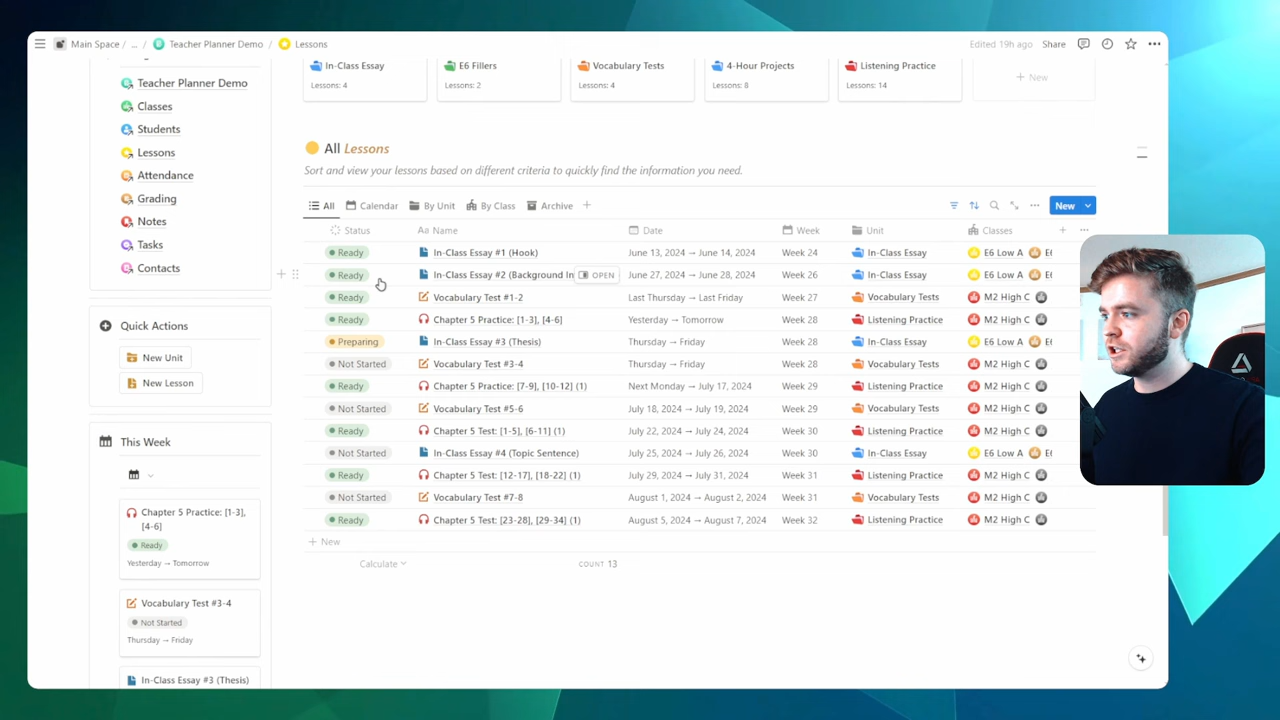 Main Space / ... / Teacher Planner Demo / Lessons
Edited 19h ago Share
Teacher Planner Demo
Classes
Students
Lessons
Attendance
Grading
Notes
Tasks
Contacts
Quick Actions
New Unit
New Lesson
This Week
Chapter 5 Practice: [1-3],
[4-6]
Ready
Yesterday → Tomorrow
Vocabulary Test #3-4
Not Started
Thursday → Friday
In-Class Essay #3 (Thesis)
In-Class Essay E6 Fillers Vocabulary Tests 4-Hour Projects Listening Practice
Lessons: 4 Lessons: 2 Lessons: 4 Lessons: 8 Lessons: 14
+ New
All Lessons
Sort and view your lessons based on different criteria to quickly find the information you need.
All Calendar By Unit By Class Archive + New
Status Aa Name Date Week Unit Classes
Ready In-Class Essay #1 (Hook) June 13, 2024 → June 14, 2024 Week 24 In-Class Essay E6 Low A
Ready In-Class Essay #2 (Background In OPEN June 27, 2024 → June 28, 2024 Week 26 In-Class Essay E6 Low A
Ready Vocabulary Test #1-2 Last Thursday → Last Friday Week 27 Vocabulary Tests M2 High C
Ready Chapter 5 Practice: [1-3], [4-6] Yesterday → Tomorrow Week 28 Listening Practice M2 High C
Preparing In-Class Essay #3 (Thesis) Thursday → Friday Week 28 In-Class Essay E6 Low A
Not Started Vocabulary Test #3-4 Thursday → Friday Week 28 Vocabulary Tests M2 High C
Ready Chapter 5 Practice: [7-9], [10-12] (1) Next Monday → July 17, 2024 Week 29 Listening Practice M2 High C
Not Started Vocabulary Test #5-6 July 18, 2024 → July 19, 2024 Week 29 Vocabulary Tests M2 High C
Ready Chapter 5 Test: [1-5], [6-11] (1) July 22, 2024 → July 24, 2024 Week 30 Listening Practice M2 High C
Not Started In-Class Essay #4 (Topic Sentence) July 25, 2024 → July 26, 2024 Week 30 In-Class Essay E6 Low A
Ready Chapter 5 Test: [12-17], [18-22] (1) July 29, 2024 → July 31, 2024 Week 31 Listening Practice M2 High C
Not Started Vocabulary Test #7-8 August 1, 2024 → August 2, 2024 Week 31 Vocabulary Tests M2 High C
Ready Chapter 5 Test: [23-28], [29-34] (1) August 5, 2024 → August 7, 2024 Week 32 Listening Practice M2 High C
+ New
Calculate COUNT 13